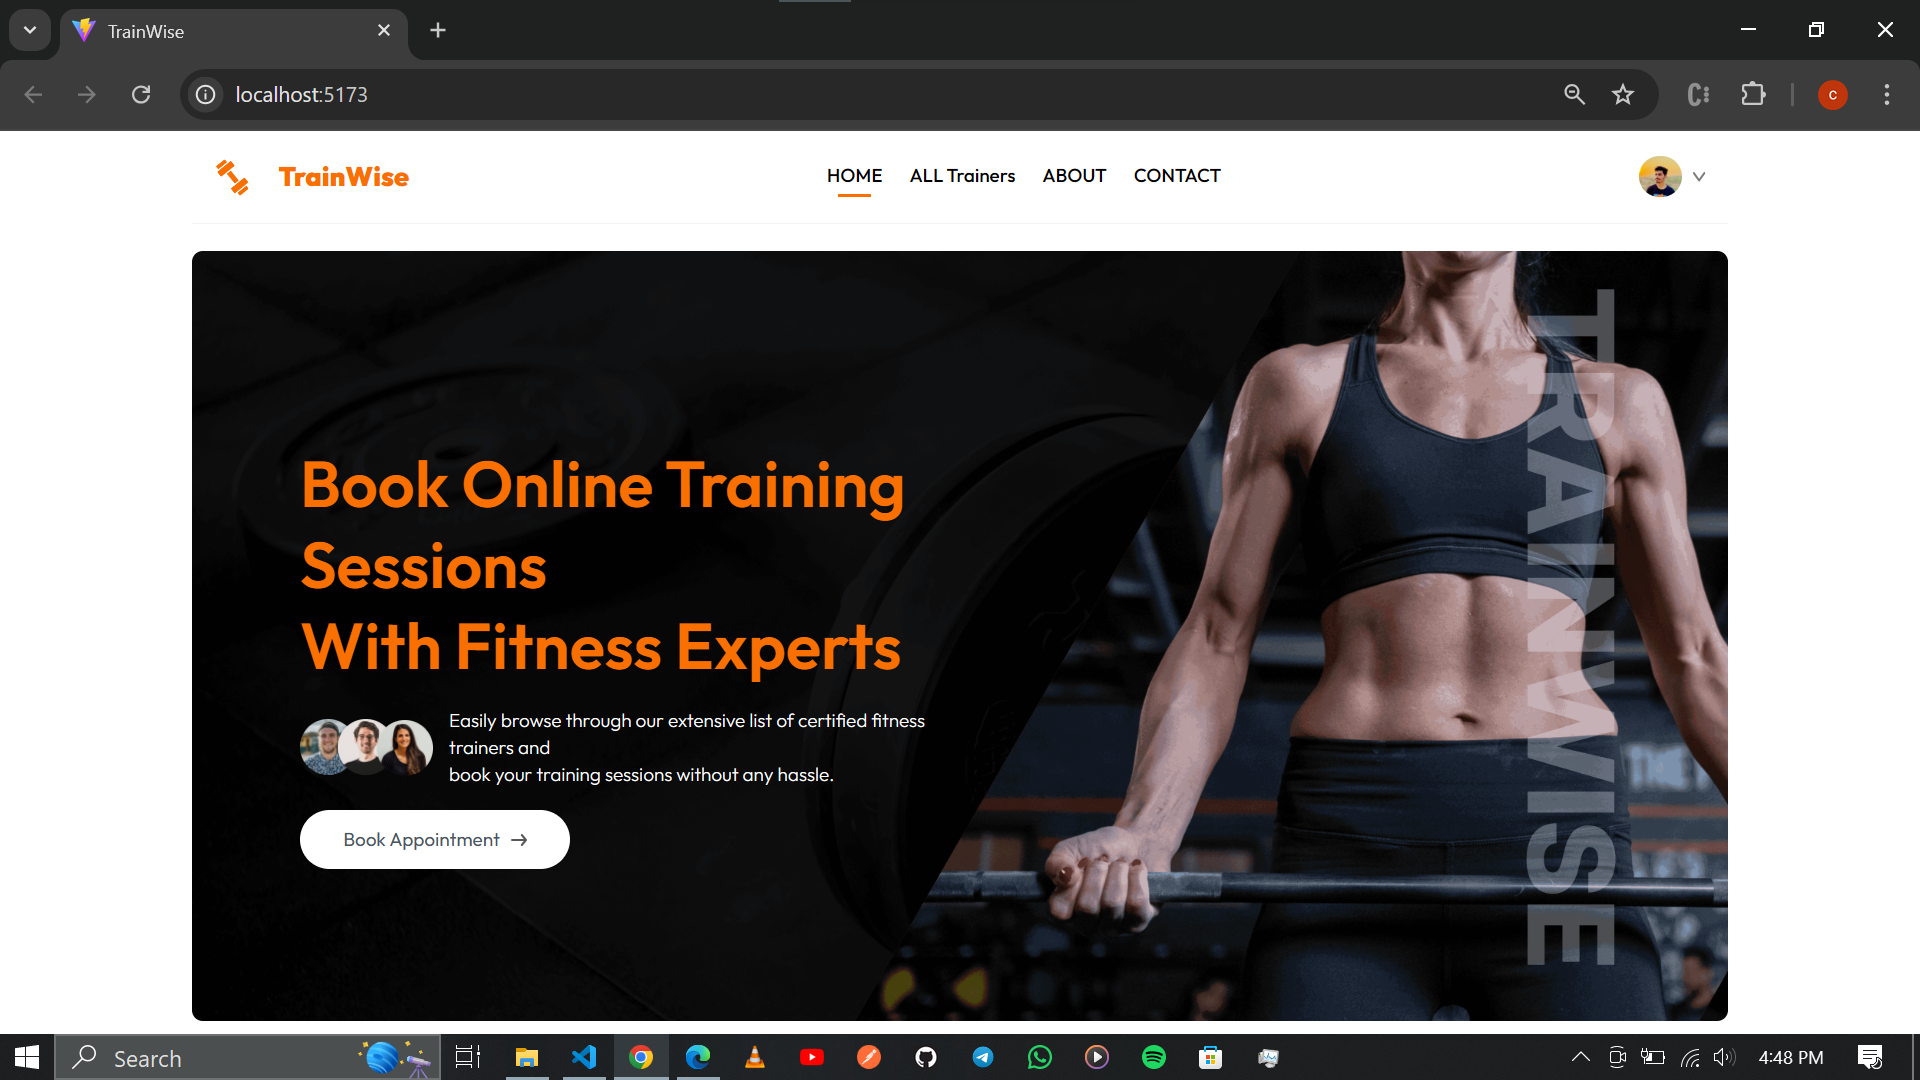 TrainWise
localhost:5173
C
TrainWise
HOME
ALL Trainers
ABOUT
CONTACT
TRAINWISE
Book Online Training
Sessions
With Fitness Experts
Easily browse through our extensive list of certified fitness
trainers and
book your training sessions without any hassle.
Book Appointment →
Search
4:48 PM